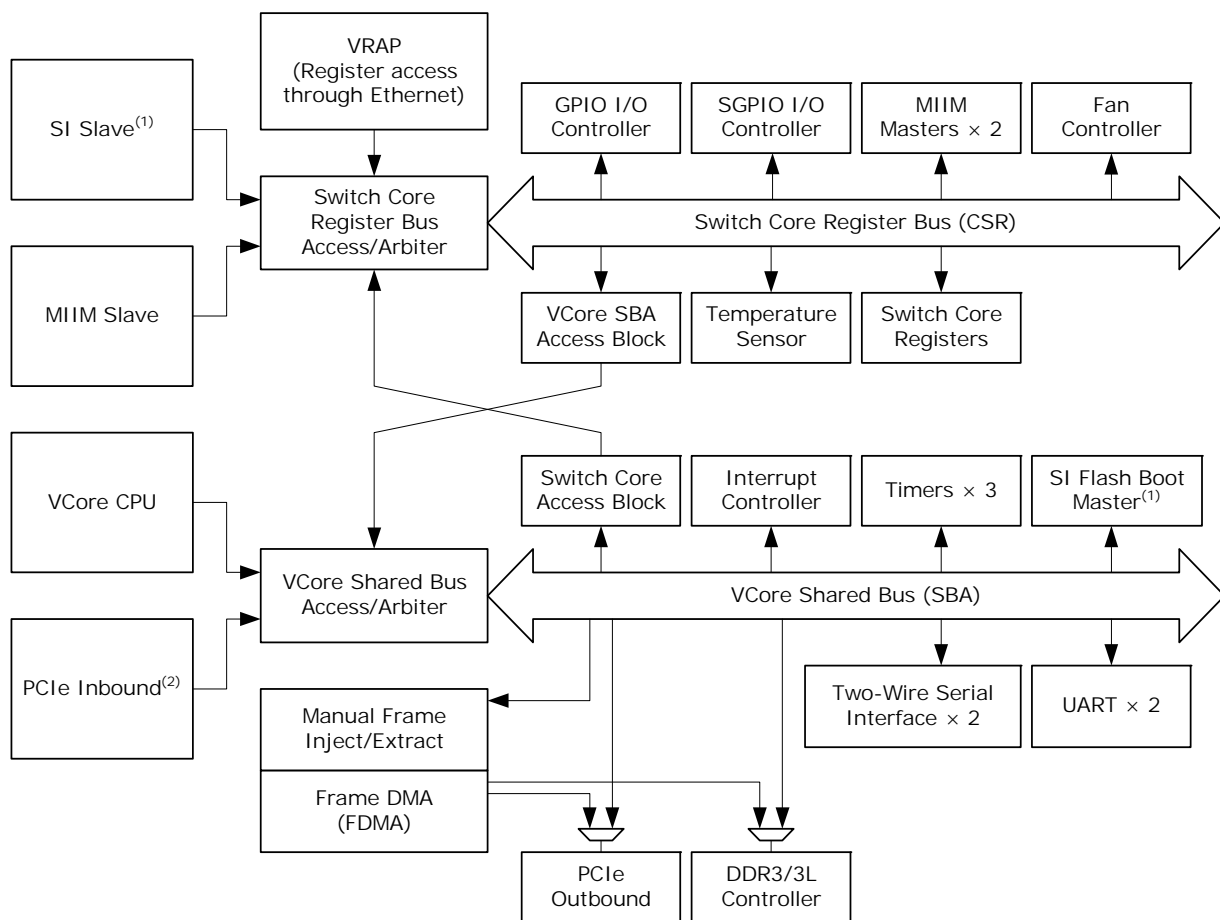 VRAP
(Register access
through Ethernet)
SI Slave(1)
GPIO I/O
Controller
SGPIO I/O
Controller
MIIM
Masters × 2
Fan
Controller
Switch Core
Register Bus
Access/Arbiter
Switch Core Register Bus (CSR)
MIIM Slave
VCore SBA
Access Block
Temperature
Sensor
Switch Core
Registers
VCore CPU
Switch Core
Access Block
Interrupt
Controller
Timers × 3
SI Flash Boot
Master(1)
VCore Shared Bus
Access/Arbiter
VCore Shared Bus (SBA)
PCIe Inbound(2)
Manual Frame
Inject/Extract
Two-Wire Serial
Interface × 2
UART × 2
Frame DMA
(FDMA)
PCIe
Outbound
DDR3/3L
Controller